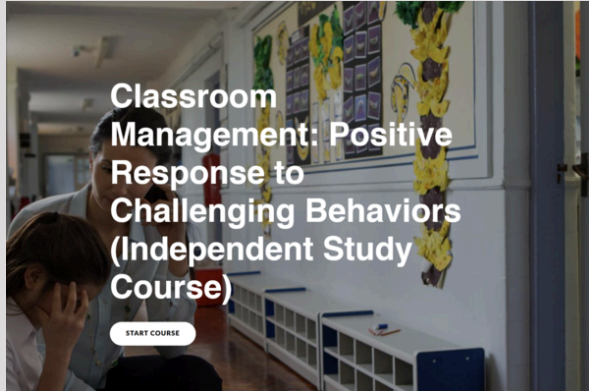 Classroom
Management: Positive
Response to
Challenging Behaviors
(Independent Study
Course)
START COURSE